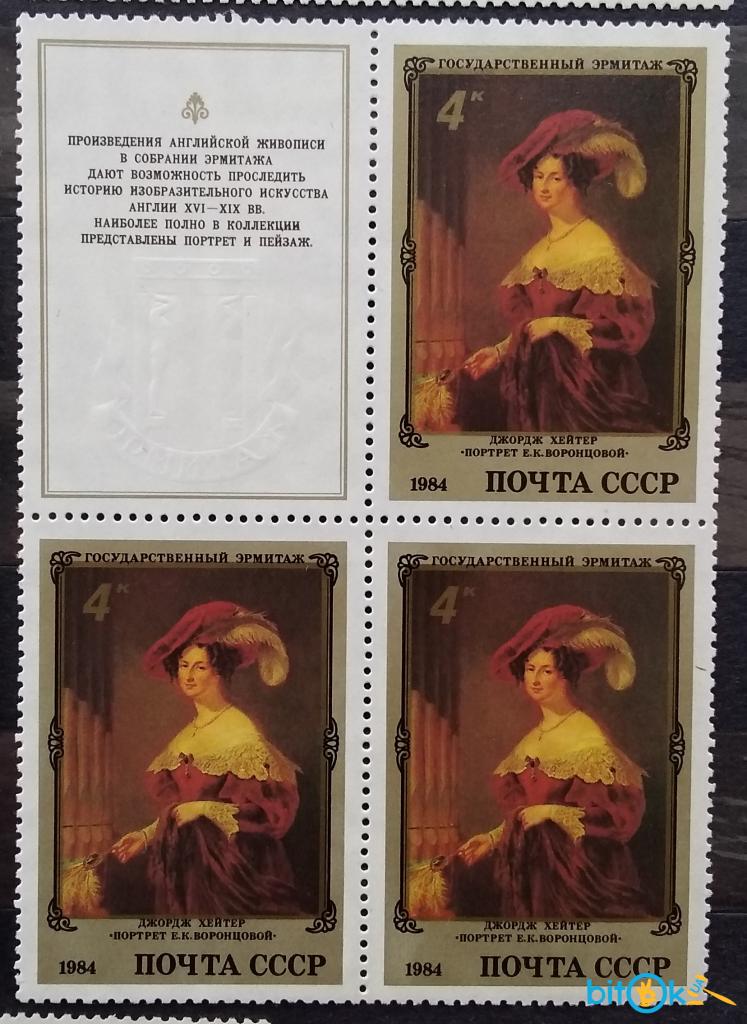 ПРОИЗВЕДЕНИЯ АНГЛИЙСКОЙ ЖИВОПИСИ
В СОБРАНИИ ЭРМИТАЖА
ДАЮТ ВОЗМОЖНОСТЬ ПРОСЛЕДИТЬ
ИСТОРИЮ ИЗОБРАЗИТЕЛЬНОГО ИСКУССТВА
АНГЛИИ XVI—XIX ВВ.
НАИБОЛЕЕ ПОЛНО В КОЛЛЕКЦИИ
ПРЕДСТАВЛЕНЫ ПОРТРЕТ И ПЕЙЗАЖ.
ГОСУДАРСТВЕННЫЙ ЭРМИТАЖ
4к
ДЖОРДЖ ХЕЙТЕР
·ПОРТРЕТ Е.К.ВОРОНЦОВОЙ·
1984 ПОЧТА СССР
ГОСУДАРСТВЕННЫЙ ЭРМИТАЖ
4к
ДЖОРДЖ ХЕЙТЕР
·ПОРТРЕТ Е.К.ВОРОНЦОВОЙ·
1984 ПОЧТА СССР
ГОСУДАРСТВЕННЫЙ ЭРМИТАЖ
4к
ДЖОРДЖ ХЕЙТЕР
·ПОРТРЕТ Е.К.ВОРОНЦОВОЙ·
1984 ПОЧТА СССР
bitOk.ua